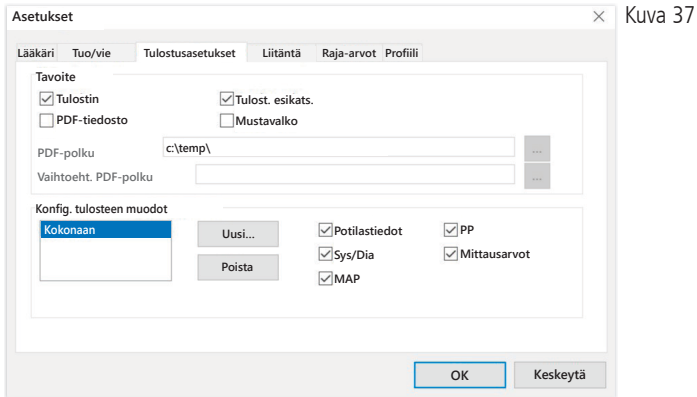 Asetukset
Kuva 37
Lääkäri Tuo/vie Tulostusasetukset Liitäntä Raja-arvot Profiili
Tavoite
Tulostin Tulost. esikats.
PDF-tiedosto Mustavalko
PDF-polku c:\temp\ ...
Vaihtoeht. PDF-polku ...
Konfig. tulosteen muodot
Kokonaan Uusi... Potilastiedot PP
Sys/Dia Mittausarvot
Poista MAP
OK Keskeytä